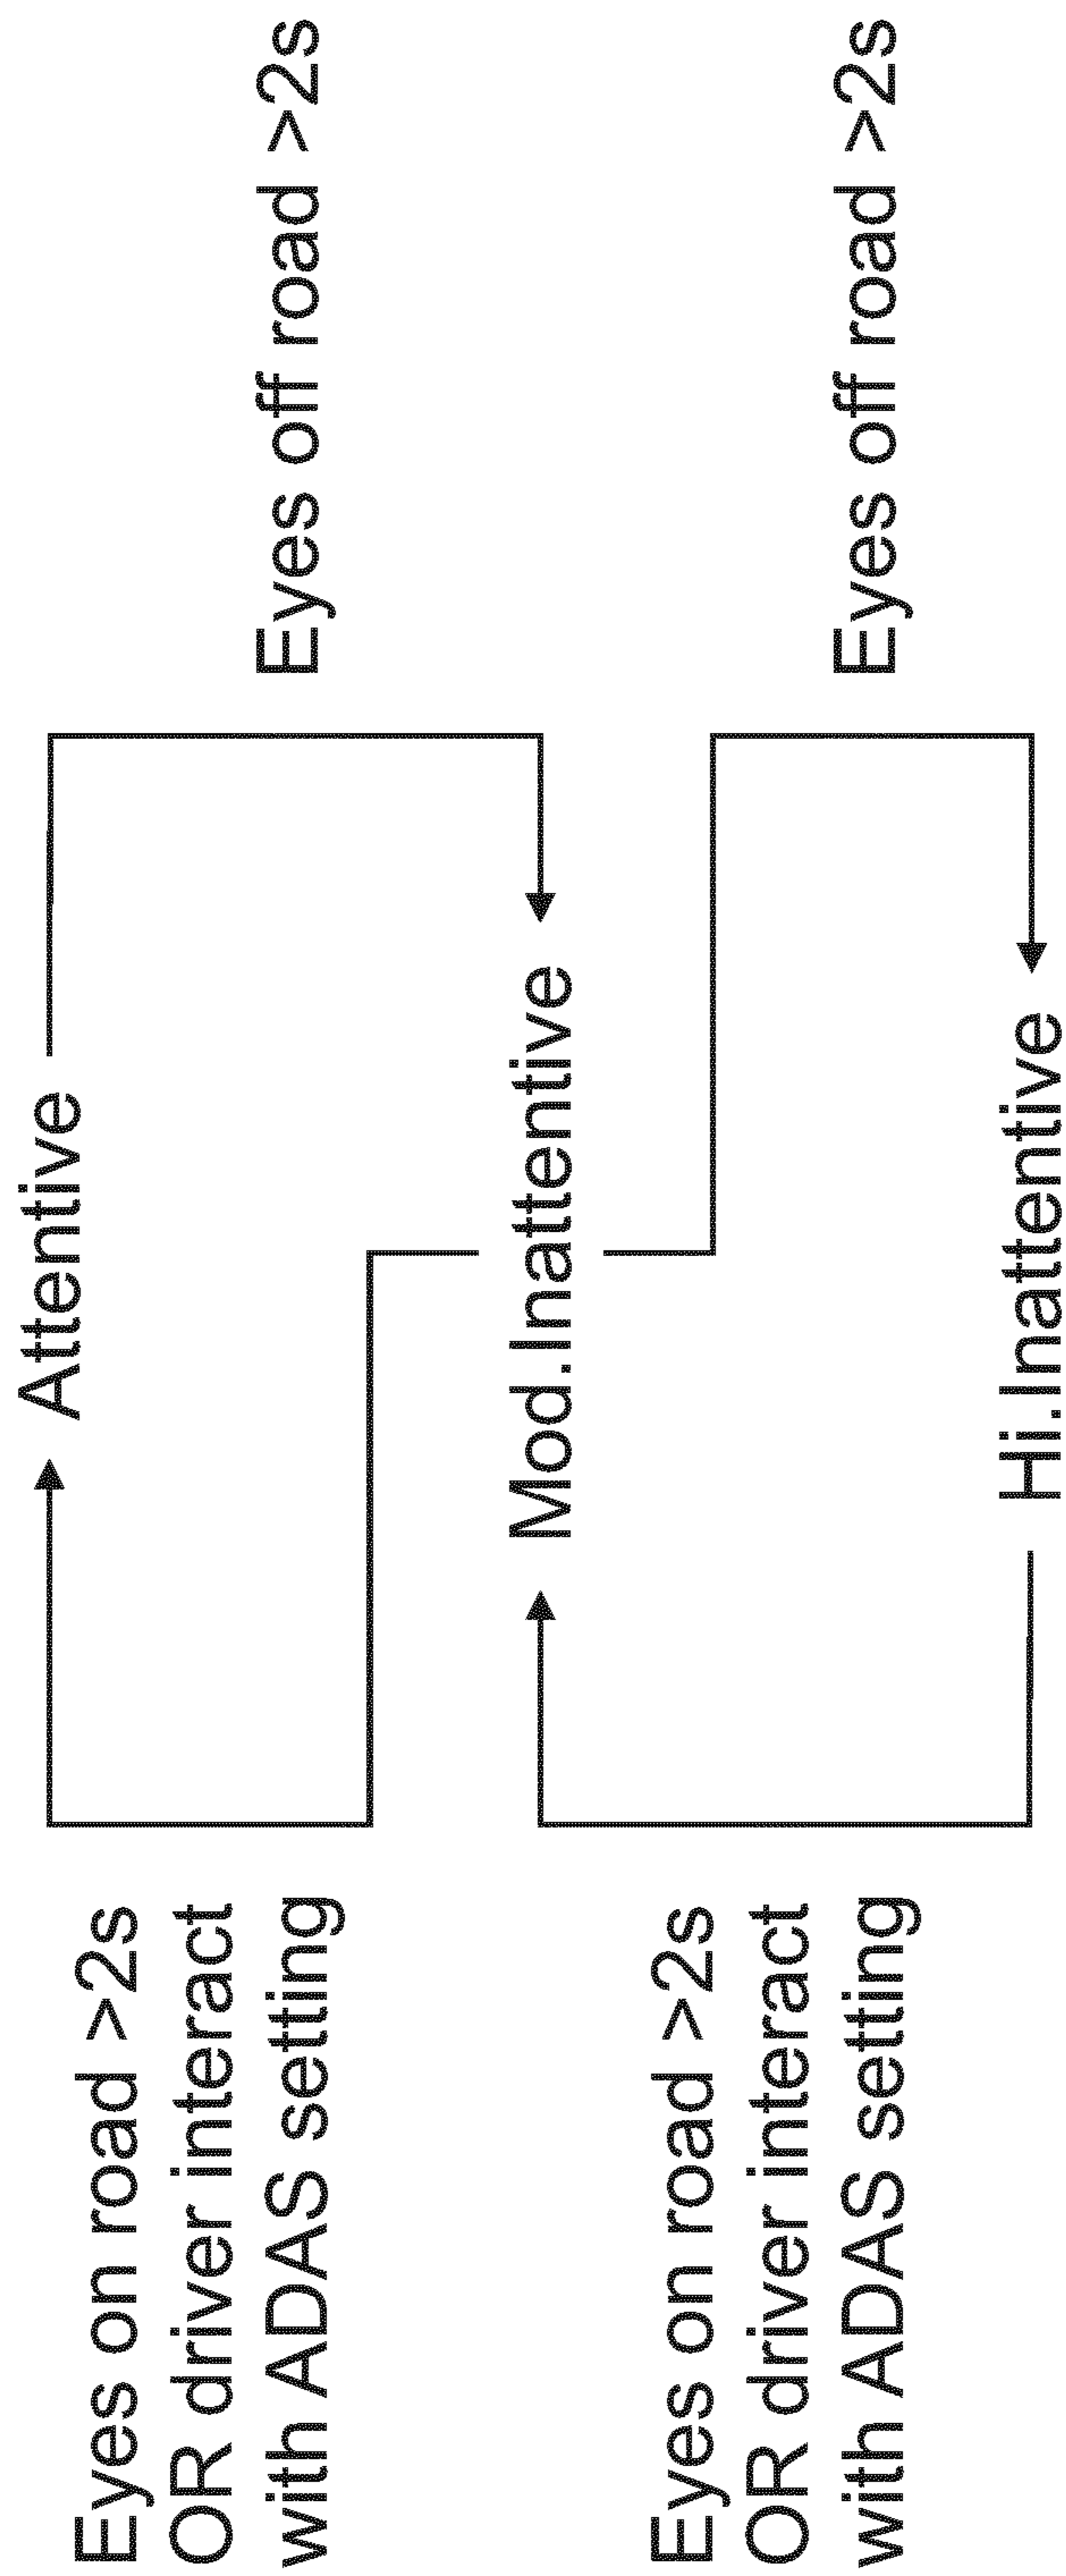 Attentive
Eyes on road >2s
OR driver interact
with ADAS setting
Eyes off road >2s
Mod.Inattentive
Eyes on road >2s
OR driver interact
with ADAS setting
Eyes off road >2s
Hi.Inattentive